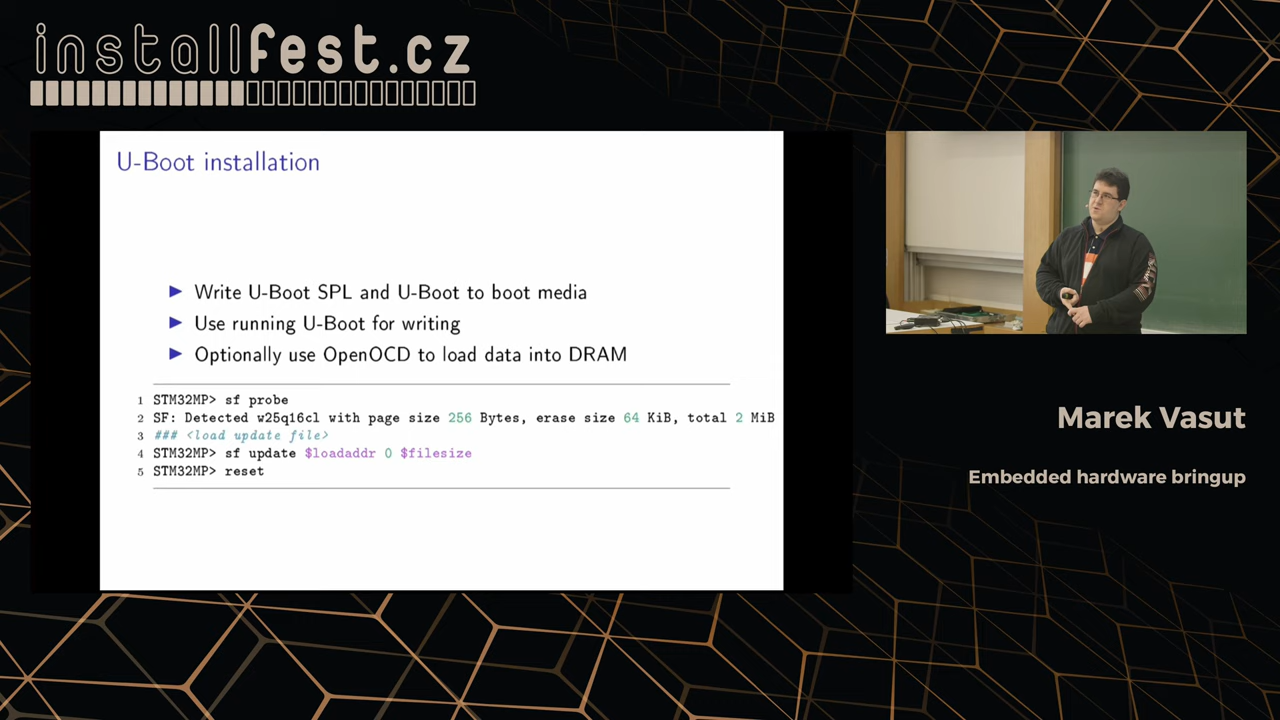 installfest.cz
U-Boot installation
▶ Write U-Boot SPL and U-Boot to boot media
▶ Use running U-Boot for writing
▶ Optionally use OpenOCD to load data into DRAM
1 STM32MP> sf probe
2 SF: Detected w25q16cl with page size 256 Bytes, erase size 64 KiB, total 2 MiB
3 ### <load update file>
4 STM32MP> sf update $loadaddr 0 $filesize
5 STM32MP> reset
Marek Vasut
Embedded hardware bringup